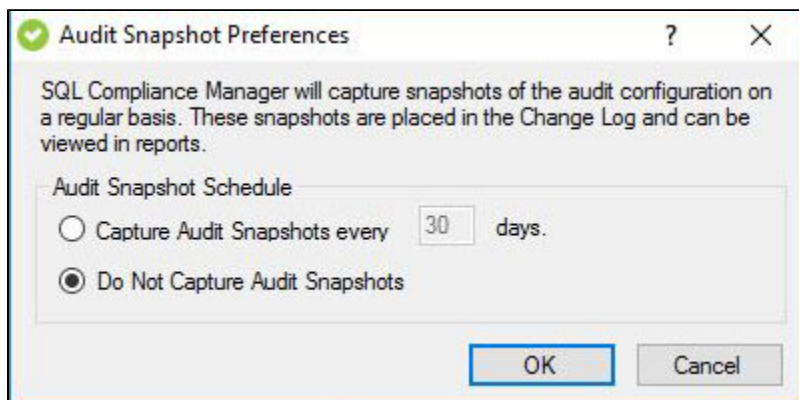 Audit Snapshot Preferences
?
SQL Compliance Manager will capture snapshots of the audit configuration on
a regular basis. These snapshots are placed in the Change Log and can be
viewed in reports.
Audit Snapshot Schedule
Capture Audit Snapshots every 30 days.
Do Not Capture Audit Snapshots
OK Cancel